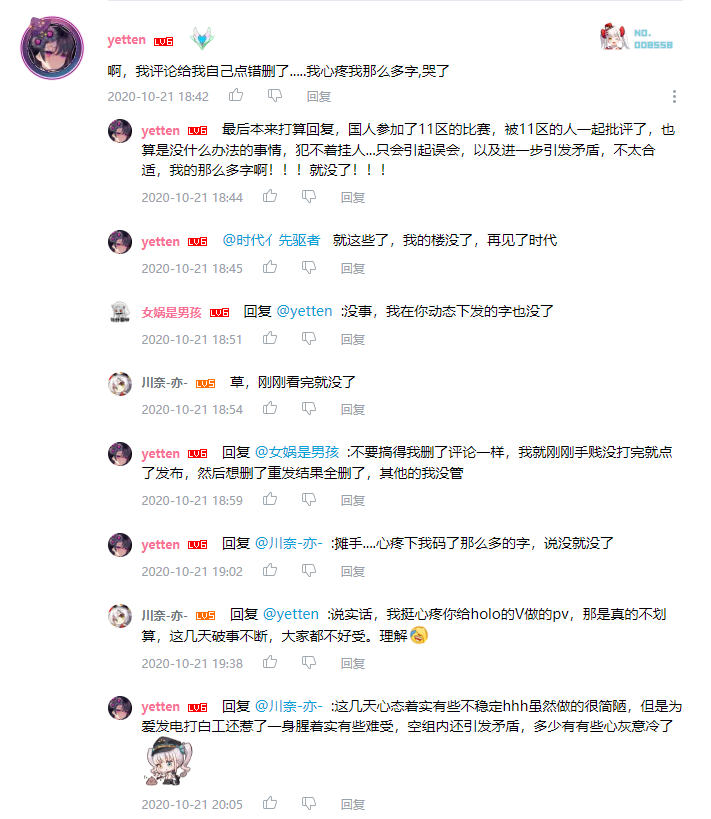 yetten LV6
NO.
008558
啊，我评论给我自己点错删了.....我心疼我那么多字,哭了
2020-10-21 18:42 回复
yetten LV6 最后本来打算回复，国人参加了11区的比赛，被11区的人一起批评了，也
算是没什么办法的事情，犯不着挂人...只会引起误会，以及进一步引发矛盾，不太合
适，我的那么多字啊！！！就没了！！！
2020-10-21 18:44 回复
yetten LV6 @时代亻先驱者 就这些了，我的楼没了，再见了时代
2020-10-21 18:45 回复
女娲是男孩 LV6 回复 @yetten :没事，我在你动态下发的字也没了
2020-10-21 18:51 回复
川奈-亦- LV5 草，刚刚看完就没了
2020-10-21 18:54 回复
yetten LV6 回复 @女娲是男孩 :不要搞得我删了评论一样，我就刚刚手贱没打完就点
了发布，然后想删了重发结果全删了，其他的我没管
2020-10-21 18:59 回复
yetten LV6 回复 @川奈-亦- :摊手....心疼下我码了那么多的字，说没就没了
2020-10-21 19:02 回复
川奈-亦- LV5 回复 @yetten :说实话，我挺心疼你给holo的V做的pv，那是真的不划
算，这几天破事不断，大家都不好受。理解
2020-10-21 19:38 回复
yetten LV6 回复 @川奈-亦- :这几天心态着实有些不稳定hhh虽然做的很简陋，但是为
爱发电打白工还惹了一身腥着实有些难受，空组内还引发矛盾，多少有有些心灰意冷了
2020-10-21 20:05 回复